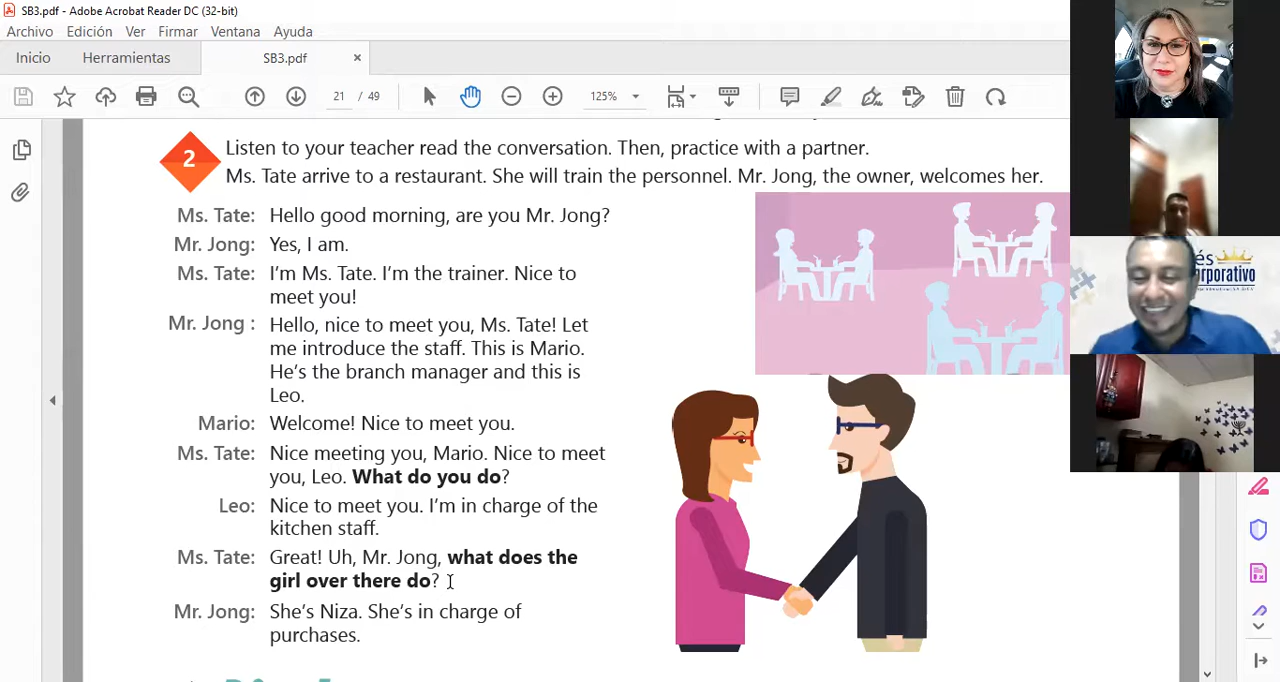 SB3.pdf - Adobe Acrobat Reader DC (32-bit)
Archivo Edición Ver Firmar Ventana Ayuda
Inicio Herramientas SB3.pdf ×
21 / 49 125%
2
Listen to your teacher read the conversation. Then, practice with a partner.
Ms. Tate arrive to a restaurant. She will train the personnel. Mr. Jong, the owner, welcomes her.
Ms. Tate: Hello good morning, are you Mr. Jong?
Mr. Jong: Yes, I am.
Ms. Tate: I'm Ms. Tate. I'm the trainer. Nice to
meet you!
Mr. Jong : Hello, nice to meet you, Ms. Tate! Let
me introduce the staff. This is Mario.
He's the branch manager and this is
Leo.
Mario: Welcome! Nice to meet you.
Ms. Tate: Nice meeting you, Mario. Nice to meet
you, Leo. What do you do?
Leo: Nice to meet you. I'm in charge of the
kitchen staff.
Ms. Tate: Great! Uh, Mr. Jong, what does the
girl over there do?
Mr. Jong: She's Niza. She's in charge of
purchases.
és
orporativo